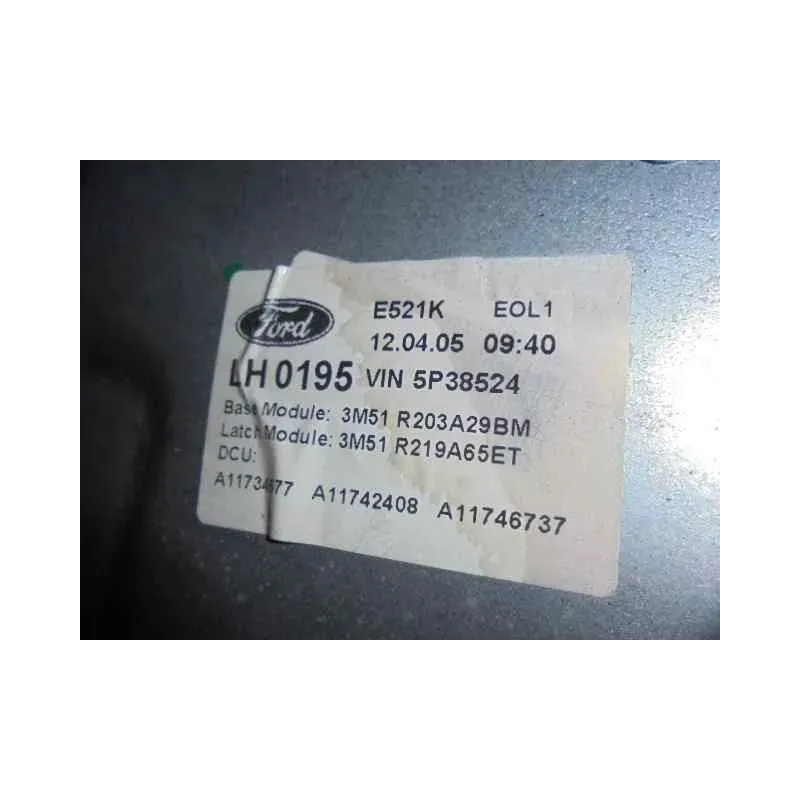 Ford E521K EOL1
12.04.05 09:40
LH 0195 VIN 5P38524
Base Module: 3M51 R203A29BM
Latch Module: 3M51 R219A65ET
DCU:
A11742408 A11746737